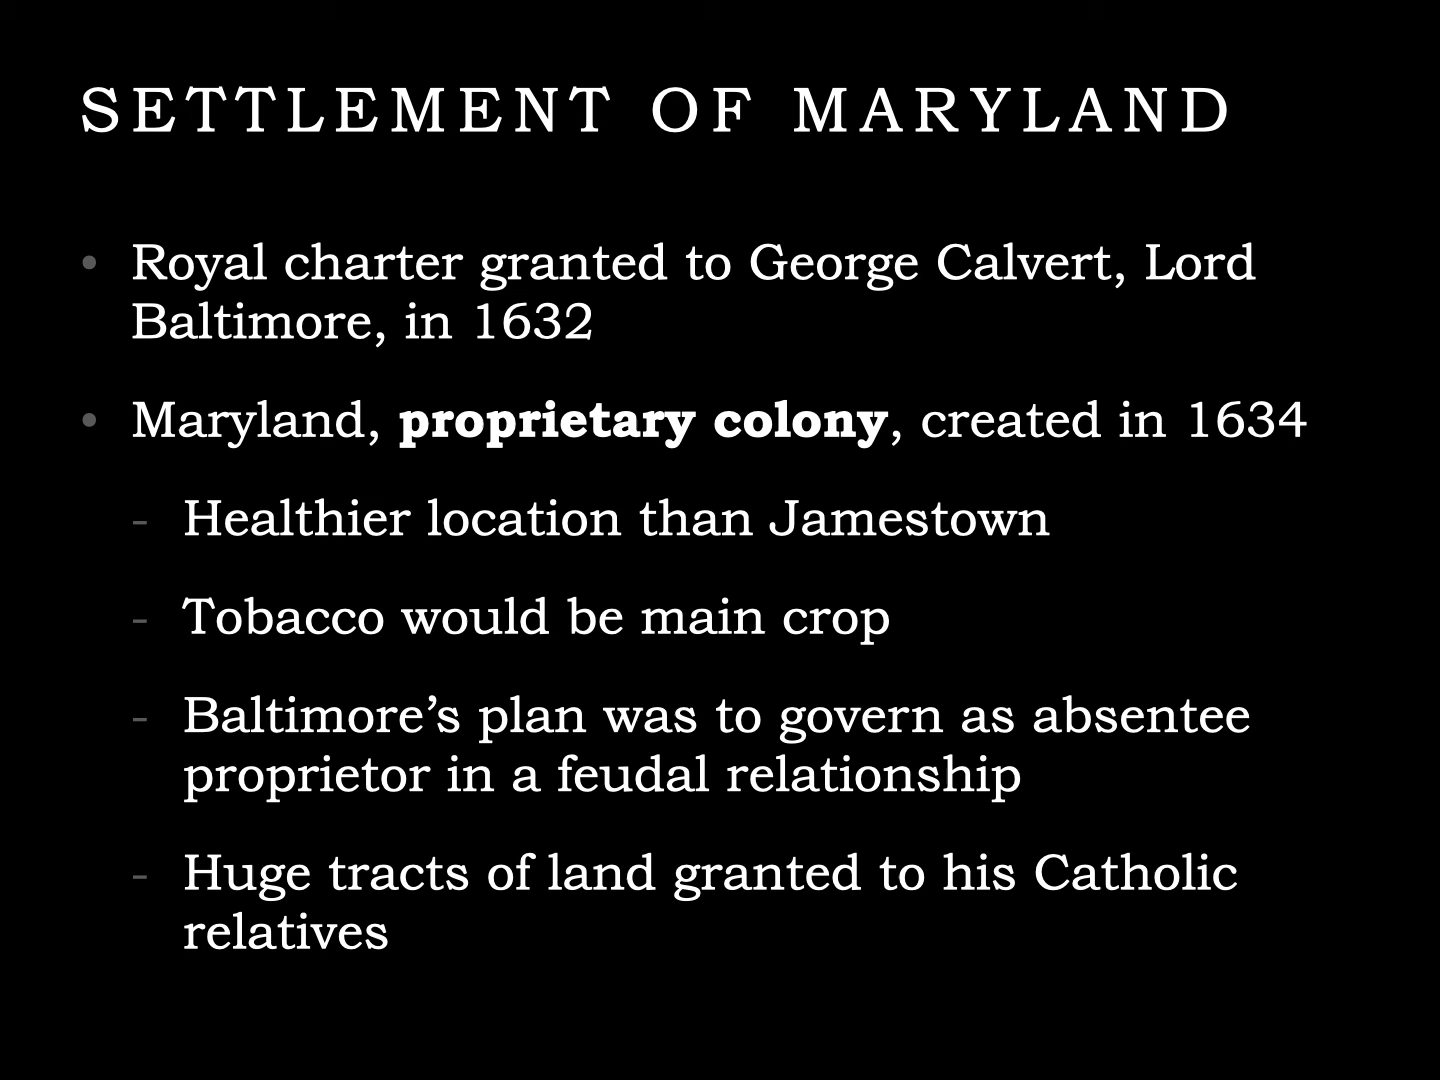 SETTLEMENT OF MARYLAND
• Royal charter granted to George Calvert, Lord
Baltimore, in 1632
• Maryland, proprietary colony, created in 1634
- Healthier location than Jamestown
- Tobacco would be main crop
- Baltimore’s plan was to govern as absentee
proprietor in a feudal relationship
- Huge tracts of land granted to his Catholic
relatives